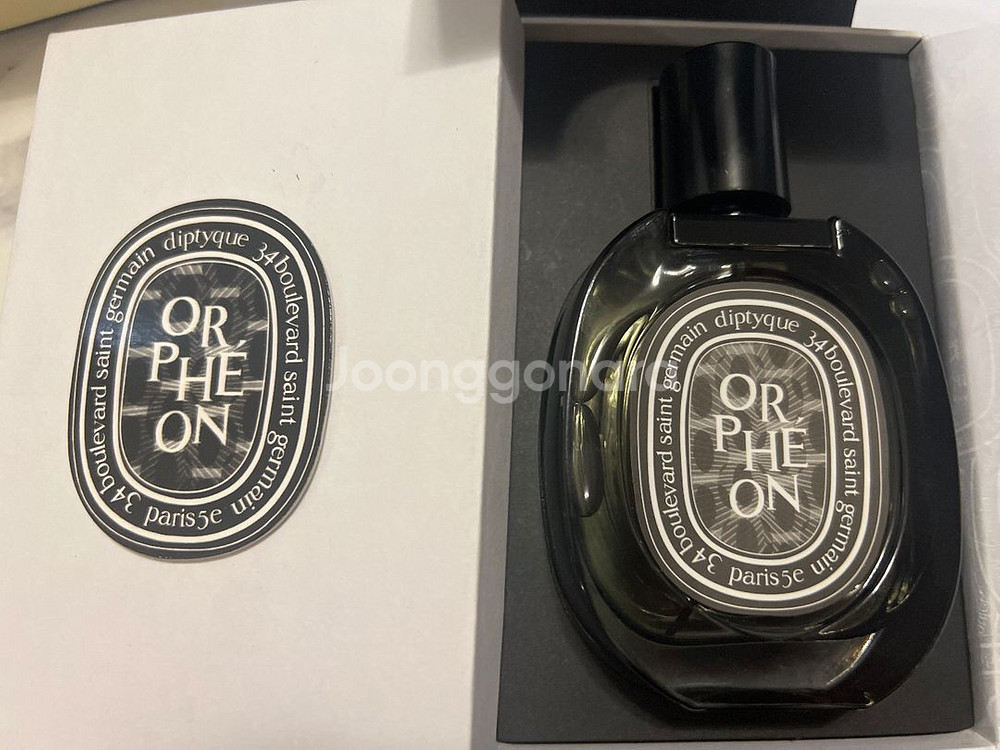 diptyque 34 boulevard saint germain paris5e 34 boulevard saint germain
OR
PHÉ
ON
Joonggonara
diptyque 34 boulevard saint germain paris5e 34 boulevard saint germain
OR
PHÉ
ON